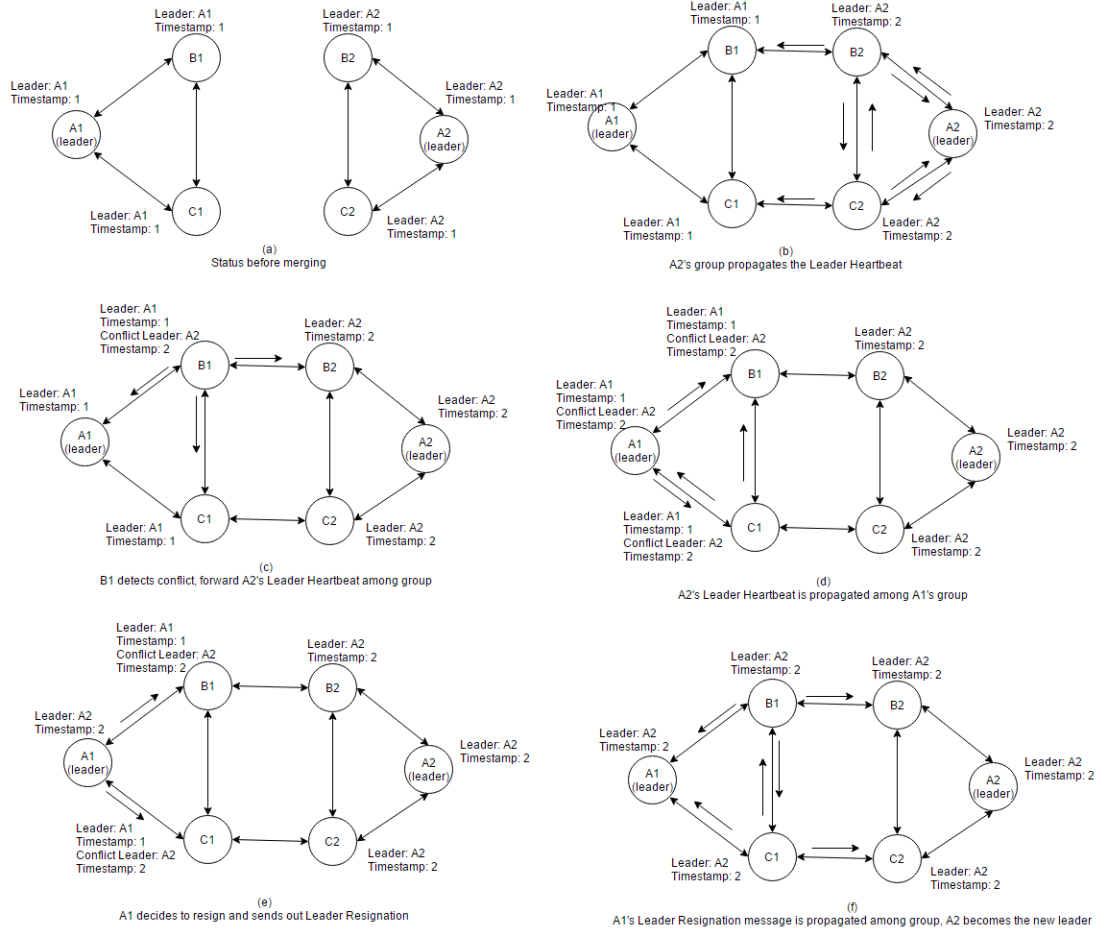 Leader: A1
Timestamp: 1
B1
Leader: A1
Timestamp: 1
A1
(leader)
Leader: A1
Timestamp: 1
C1
Leader: A2
Timestamp: 1
B2
Leader: A2
Timestamp: 1
A2
(leader)
C2
Leader: A2
Timestamp: 1
(a)
Status before merging
Leader: A1
Timestamp: 1
B1
Leader: A2
Timestamp: 2
B2
Leader: A1
Timestamp: 1
A1
(leader)
Leader: A2
Timestamp: 2
A2
(leader)
C1
C2
Leader: A1
Timestamp: 1
Leader: A2
Timestamp: 2
(b)
A2's group propagates the Leader Heartbeat
Leader: A1
Timestamp: 1
Conflict Leader: A2
Timestamp: 2
B1
Leader: A2
Timestamp: 2
B2
Leader: A1
Timestamp: 1
A1
(leader)
Leader: A2
Timestamp: 2
A2
(leader)
C1
C2
Leader: A1
Timestamp: 1
Leader: A2
Timestamp: 2
(c)
B1 detects conflict, forward A2's Leader Heartbeat among group
Leader: A1
Timestamp: 1
Conflict Leader: A2
Timestamp: 2
B1
Leader: A2
Timestamp: 2
B2
Leader: A1
Timestamp: 1
Conflict Leader: A2
Timestamp: 2
A1
(leader)
Leader: A2
Timestamp: 2
A2
(leader)
Leader: A1
Timestamp: 1
Conflict Leader: A2
Timestamp: 2
C1
C2
Leader: A2
Timestamp: 2
(d)
A2's Leader Heartbeat is propagated among A1's group
Leader: A1
Timestamp: 1
Conflict Leader: A2
Timestamp: 2
B1
Leader: A2
Timestamp: 2
B2
Leader: A2
Timestamp: 2
A1
(leader)
Leader: A2
Timestamp: 2
A2
(leader)
Leader: A1
Timestamp: 1
Conflict Leader: A2
Timestamp: 2
C1
C2
Leader: A2
Timestamp: 2
(e)
A1 decides to resign and sends out Leader Resignation
Leader: A2
Timestamp: 2
B1
Leader: A2
Timestamp: 2
B2
Leader: A2
Timestamp: 2
A1
(leader)
Leader: A2
Timestamp: 2
A2
(leader)
C1
C2
Leader: A2
Timestamp: 2
Leader: A2
Timestamp: 2
(f)
A1's Leader Resignation message is propagated among group, A2 becomes the new leader